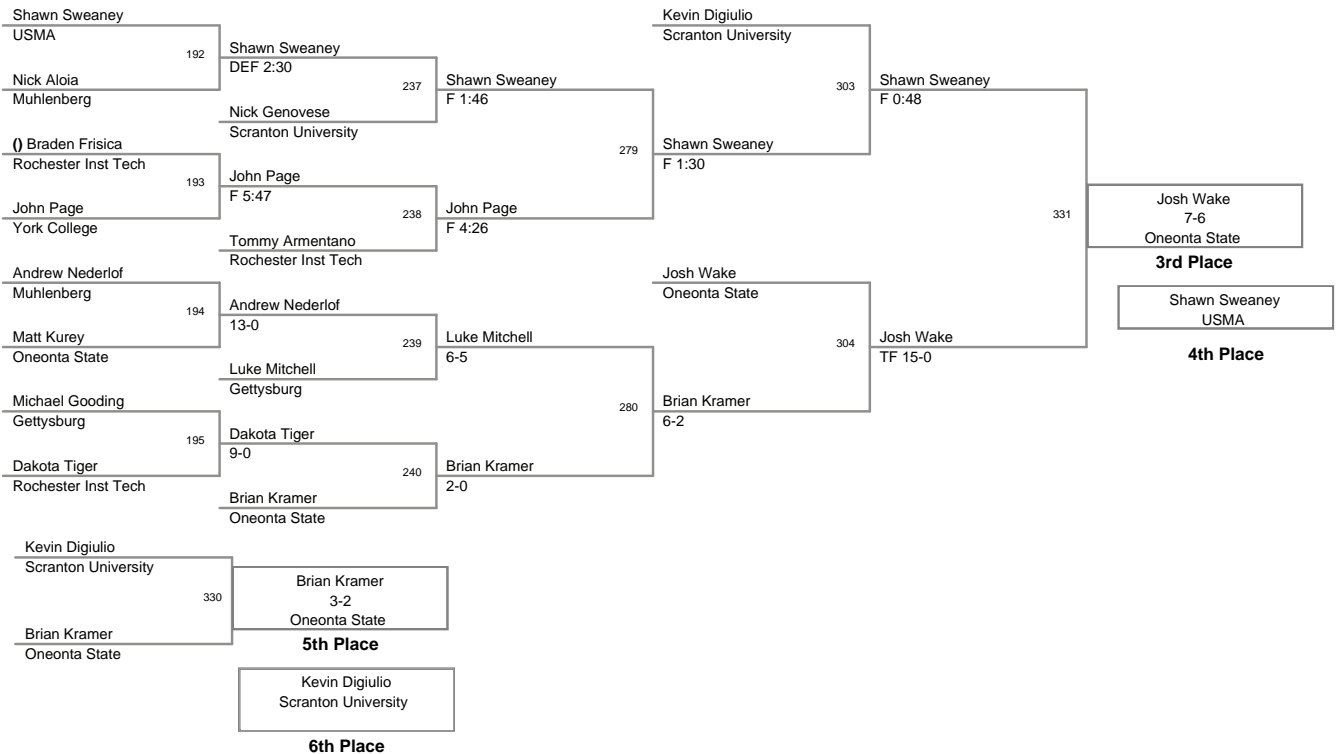 Shawn Sweaney
USMA
192
Nick Aloia
Muhlenberg
() Braden Frisica
Rochester Inst Tech
193
John Page
York College
Andrew Nederlof
Muhlenberg
194
Matt Kurey
Oneonta State
Michael Gooding
Gettysburg
195
Dakota Tiger
Rochester Inst Tech
Shawn Sweaney
DEF 2:30
237
Nick Genovese
Scranton University
John Page
F 5:47
238
Tommy Armentano
Rochester Inst Tech
Andrew Nederlof
13-0
239
Luke Mitchell
Gettysburg
Dakota Tiger
9-0
240
Brian Kramer
Oneonta State
Shawn Sweaney
F 1:46
279
John Page
F 4:26
Luke Mitchell
6-5
280
Brian Kramer
2-0
Kevin Digiulio
Scranton University
303
Shawn Sweaney
F 1:30
Josh Wake
Oneonta State
304
Brian Kramer
6-2
Shawn Sweaney
F 0:48
331
Josh Wake
TF 15-0
Josh Wake
7-6
Oneonta State
3rd Place
Shawn Sweaney
USMA
4th Place
Kevin Digiulio
Scranton University
330
Brian Kramer
Oneonta State
Brian Kramer
3-2
Oneonta State
5th Place
Kevin Digiulio
Scranton University
6th Place